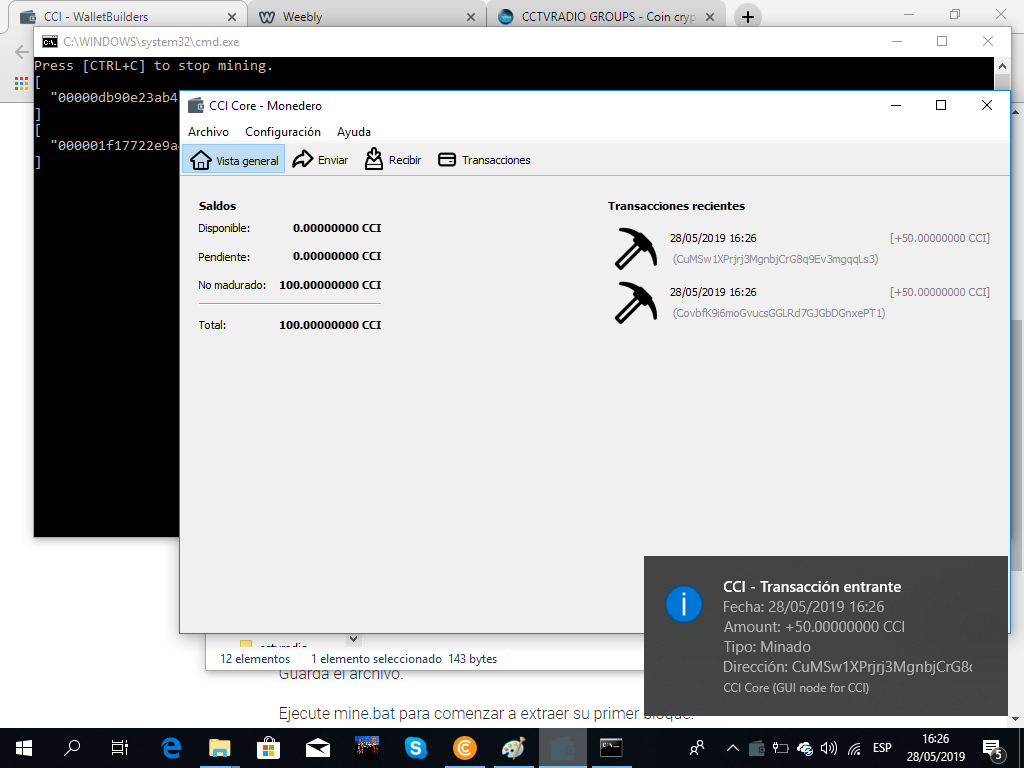 CCI - WalletBuilders
Weebly
CCTVRADIO GROUPS - Coin cryp
C:\WINDOWS\system32\cmd.exe
Press [CTRL+C] to stop mining.
[
"00000db90e23ab4
]
[
"000001f17722e9a
]
CCI Core - Monedero
Archivo Configuración Ayuda
Vista general Enviar Recibir Transacciones
Saldos
Disponible: 0.00000000 CCI
Pendiente: 0.00000000 CCI
No madurado: 100.00000000 CCI
Total: 100.00000000 CCI
Transacciones recientes
28/05/2019 16:26 [+50.00000000 CCI]
(CuMSw1XPrjrj3MgnbjCrG8q9Ev3mgqqLs3)
28/05/2019 16:26 [+50.00000000 CCI]
(CovbfK9i6moGvucsGGLRd7GJGbDGnxePT1)
CCI - Transacción entrante
Fecha: 28/05/2019 16:26
Amount: +50.00000000 CCI
Tipo: Minado
Dirección: CuMSw1XPrjrj3MgnbjCrG8
CCI Core (GUI node for CCI)
12 elementos 1 elemento seleccionado 143 bytes
Guarda el archivo.
Ejecute mine.bat para comenzar a extraer su primer bloque.
ESP
16:26
28/05/2019
5